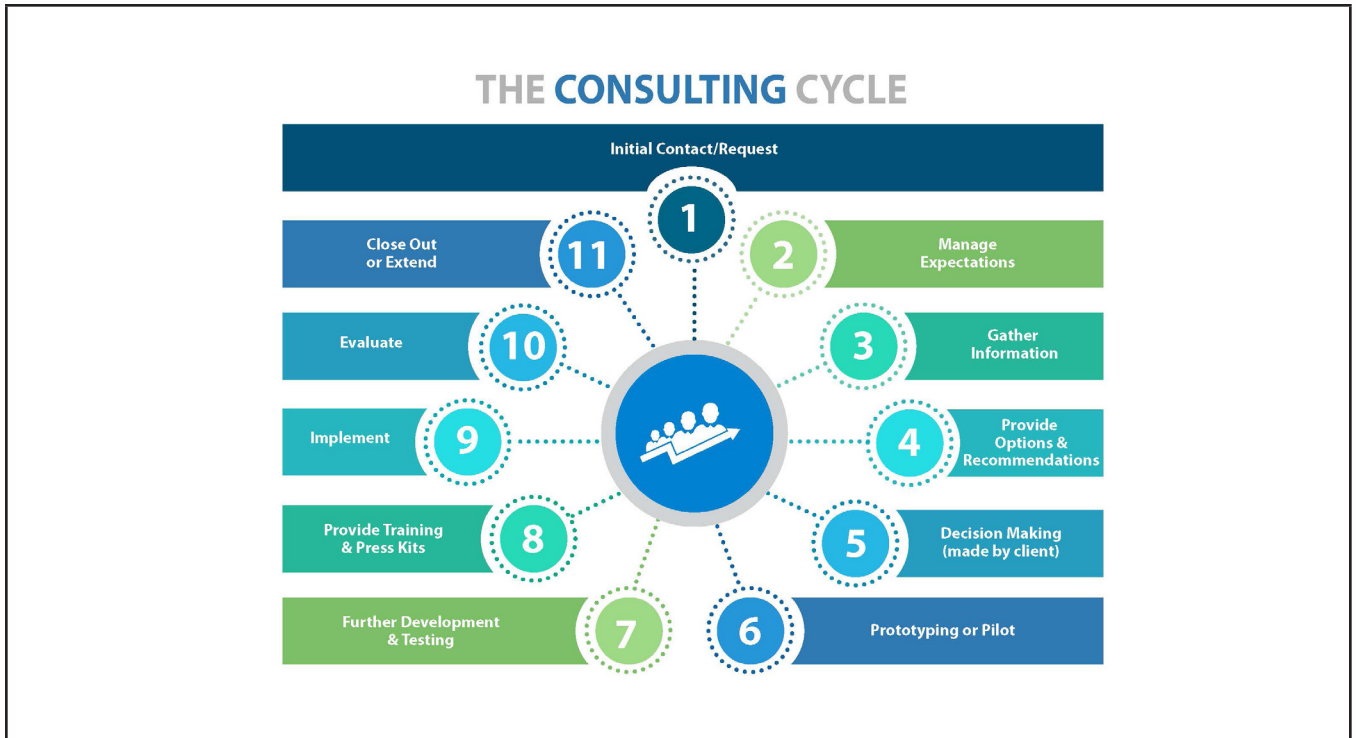 THE CONSULTING CYCLE
Initial Contact/Request
1
2
Manage
Expectations
3
Gather
Information
4
Provide
Options &
Recommendations
5
Decision Making
(made by client)
6
Prototyping or Pilot
7
Further Development
& Testing
8
Provide Training
& Press Kits
9
Implement
10
Evaluate
11
Close Out
or Extend